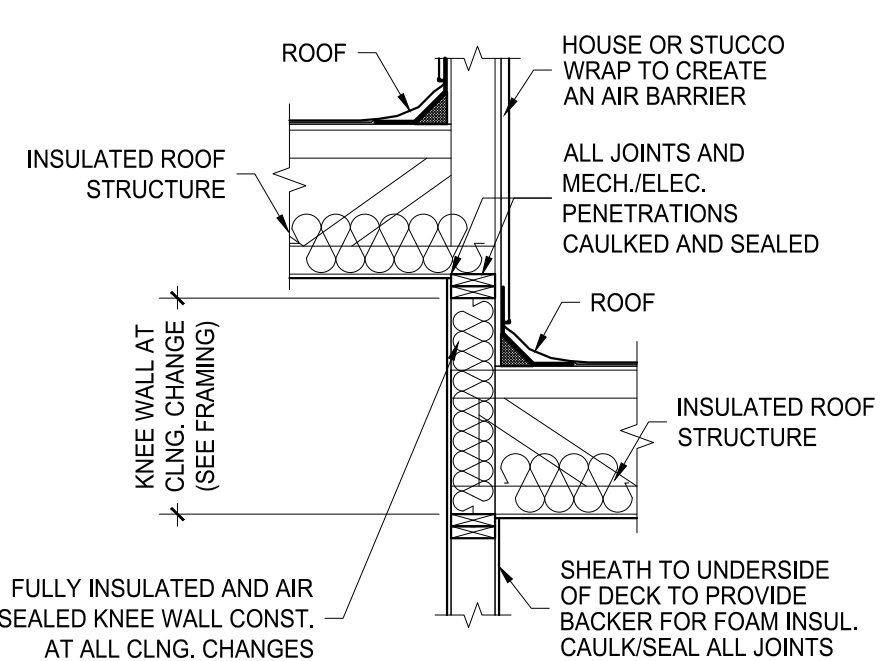 ROOF
HOUSE OR STUCCO
WRAP TO CREATE
AN AIR BARRIER
INSULATED ROOF
STRUCTURE
ALL JOINTS AND
MECH./ELEC.
PENETRATIONS
CAULKED AND SEALED
ROOF
KNEE WALL AT
CLNG. CHANGE
(SEE FRAMING)
INSULATED ROOF
STRUCTURE
FULLY INSULATED AND AIR
SEALED KNEE WALL CONST.
AT ALL CLNG. CHANGES
SHEATH TO UNDERSIDE
OF DECK TO PROVIDE
BACKER FOR FOAM INSUL.
CAULK/SEAL ALL JOINTS